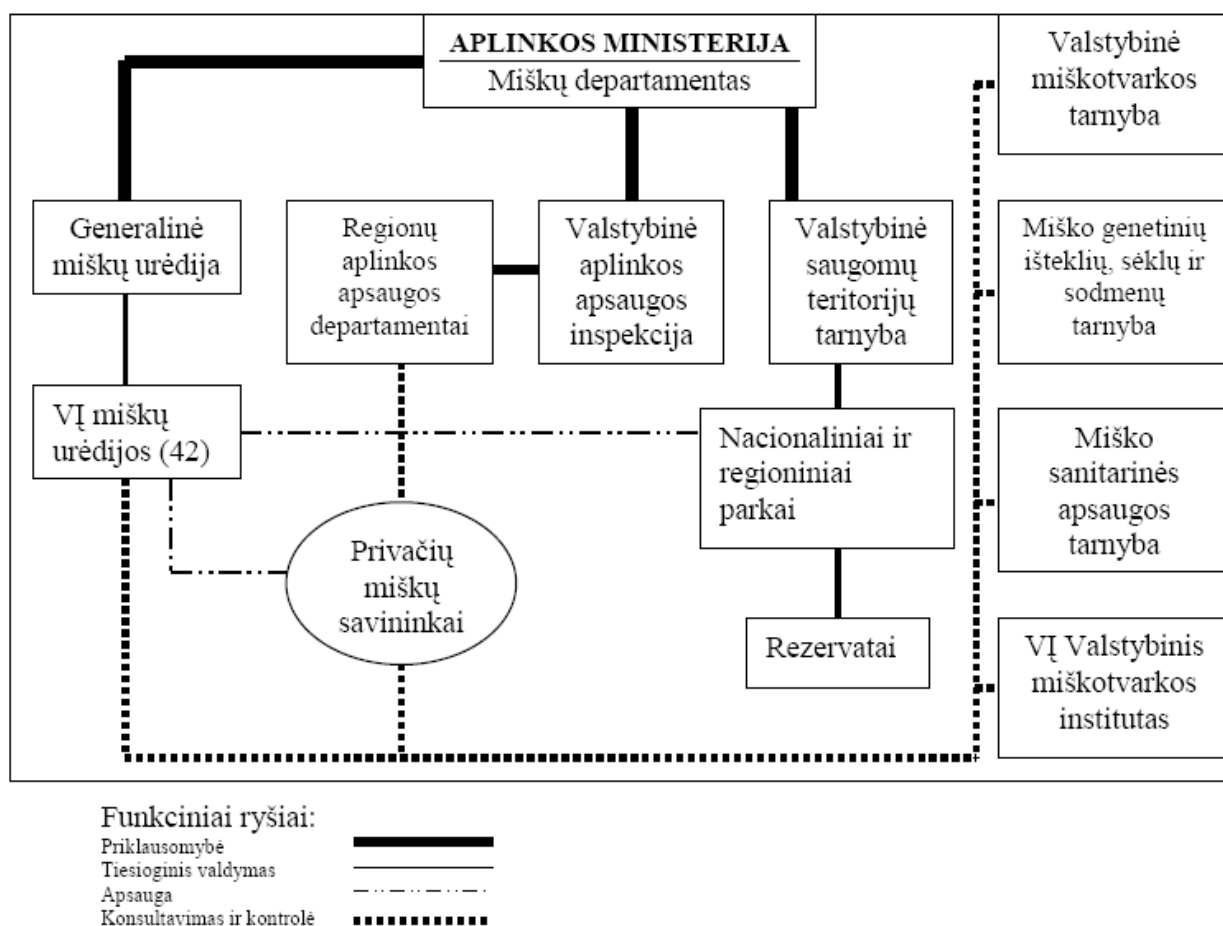 APLINKOS MINISTERIJA
Miškų departamentas
Valstybinė
miškotvarkos
tarnyba
Generalinė
miškų urėdija
Regionų
aplinkos
apsaugos
departamentai
Valstybinė
aplinkos
apsaugos
inspekcija
Valstybinė
saugomų
teritorijų
tarnyba
Miško genetinių
išteklių, sėklų ir
sodmenų
tarnyba
VĮ miškų
urėdijos (42)
Nacionaliniai ir
regioniniai
parkai
Miško
sanitarinės
apsaugos
tarnyba
Privačių
miškų
savininkai
Rezervatai
VĮ Valstybinis
miškotvarkos
institutas
Funkciniai ryšiai:
Priklausomybė
Tiesioginis valdymas
Apsauga
Konsultavimas ir kontrolė